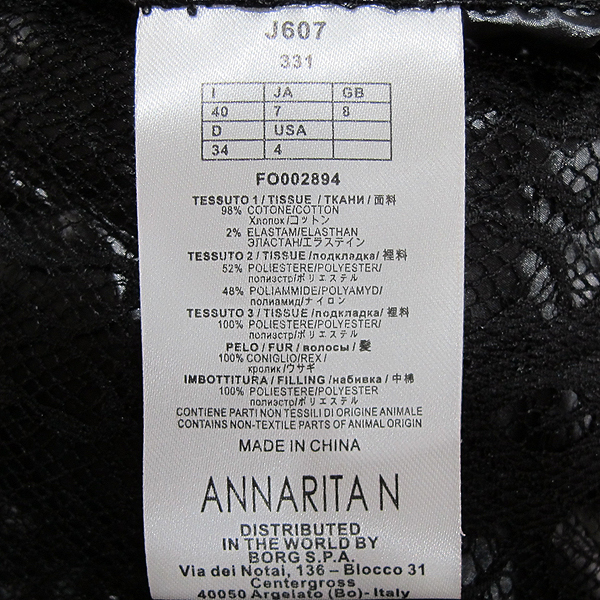 J607
331
I JA GB
40 7 8
D USA
34 4
FO002894
TESSUTO 1 / TISSUE / ТКАНИ / 面料
98% COTONE/COTTON
Хлопок/コットン
2% ELASTAM/ELASTHAN
ЭЛАСТАН/エラステイン
TESSUTO 2 / TISSUE /подкладка/ 裡料
52% POLIESTERE/POLYESTER/
полиэстр/ポリエステル
48% POLIAMMIDE/POLYAMYD/
полиамид/ナイロン
TESSUTO 3 / TISSUE /подкладка/ 裡料
100% POLIESTERE/POLYESTER/
полиэстр/ポリエステル
PELO / FUR / волосы / 髪
100% CONIGLIO/REX/
кролик/ウサギ
IMBOTTITURA / FILLING /набивка / 中棉
100% POLIESTERE/POLYESTER
полиэстр/ポリエステル
CONTIENE PARTI NON TESSILI DI ORIGINE ANIMALE
CONTAINS NON-TEXTILE PARTS OF ANIMAL ORIGIN
MADE IN CHINA
ANNARITA N
DISTRIBUTED
IN THE WORLD BY
BORG S.P.A.
Via dei Notai, 136 – Blocco 31
Centergross
40050 Argelato (Bo)- Italy